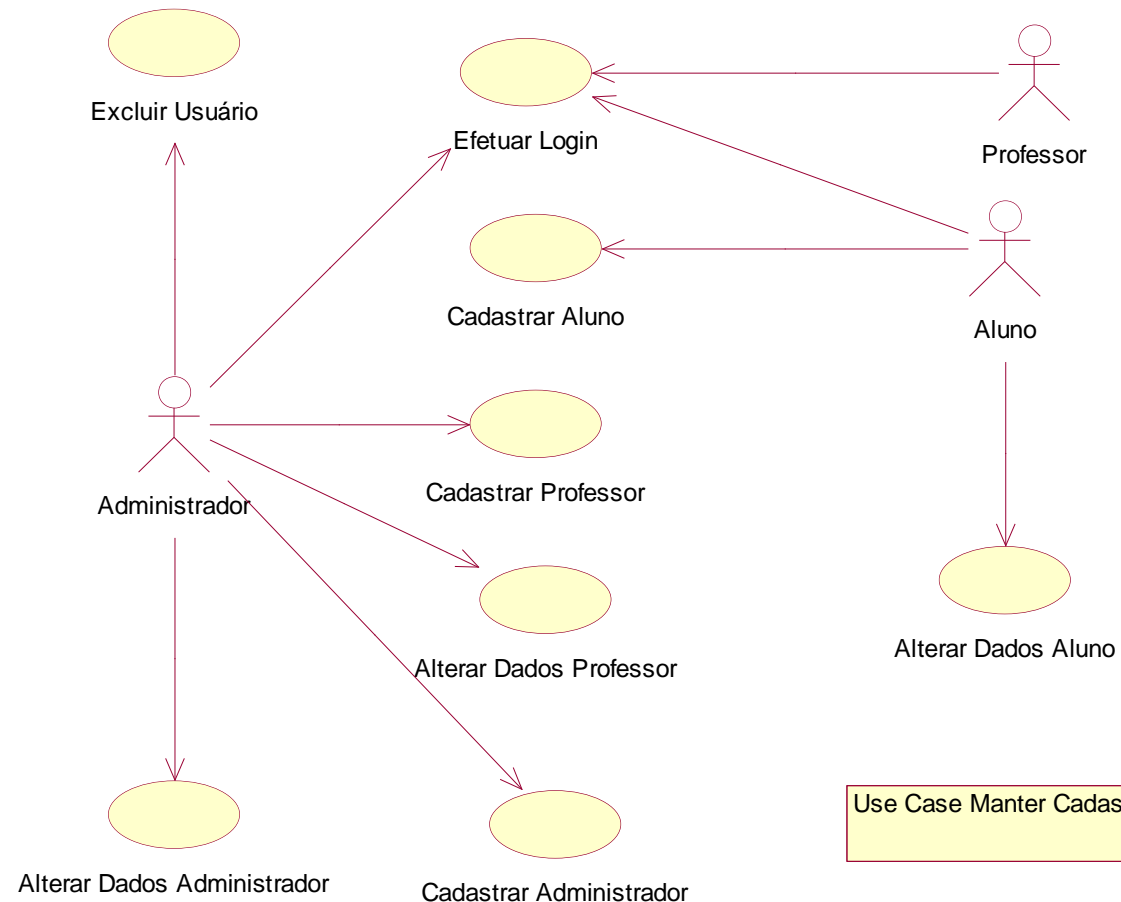 Excluir Usuário
Efetuar Login
Professor
Cadastrar Aluno
Aluno
Administrador
Cadastrar Professor
Alterar Dados Professor
Alterar Dados Aluno
Use Case Manter Cadas
Alterar Dados Administrador
Cadastrar Administrador